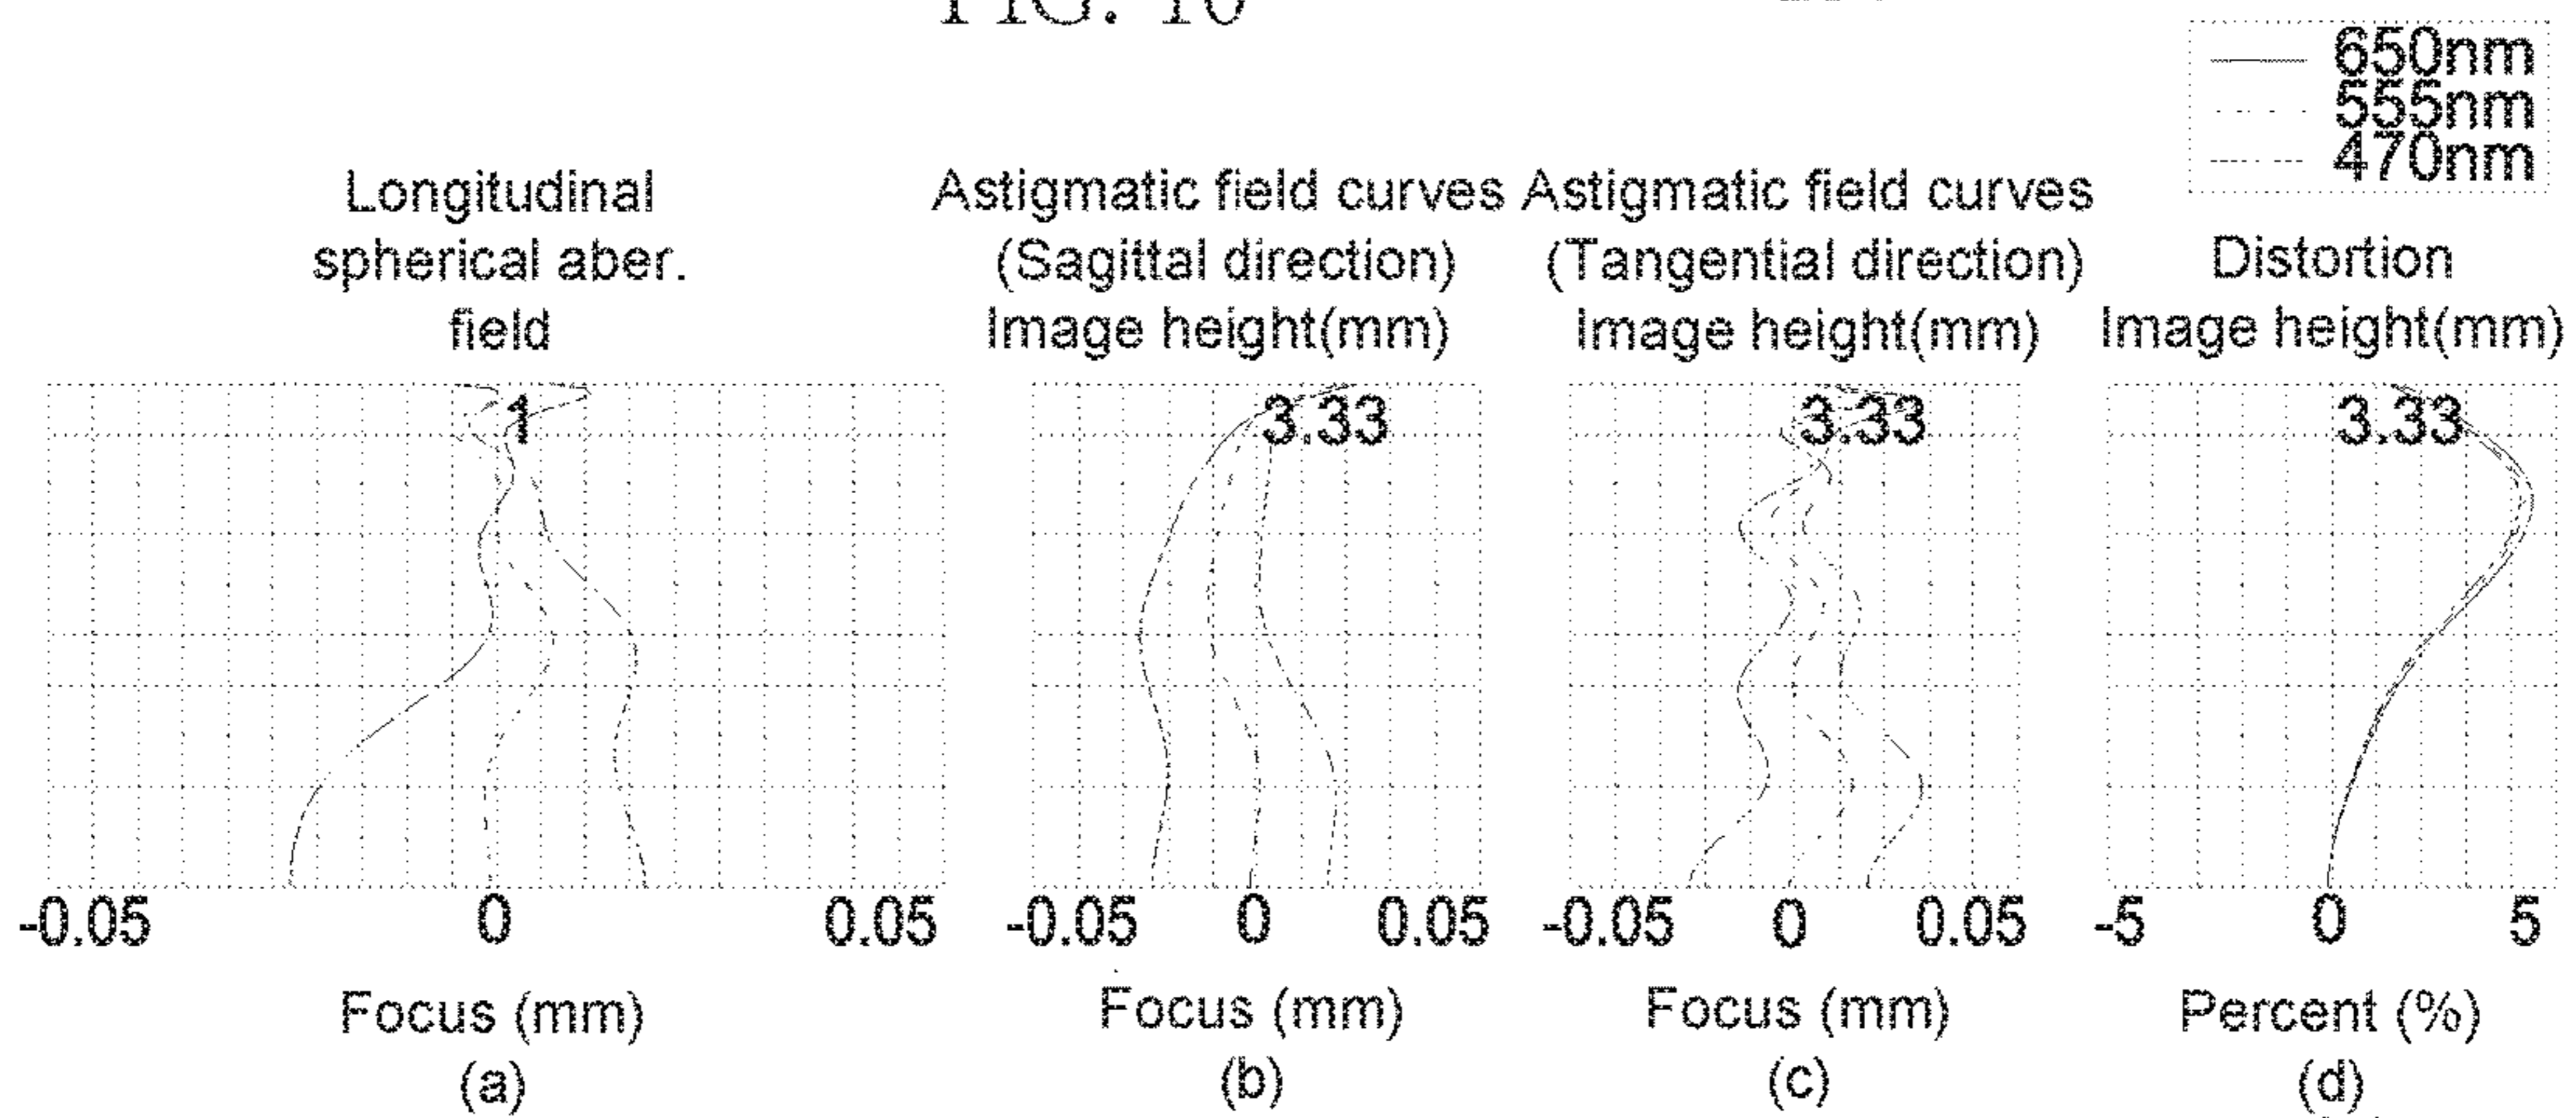 FIG. 10
650nm
555nm
470nm
Longitudinal
spherical aber.
field
Astigmatic field curves
(Sagittal direction)
Image height(mm)
Astigmatic field curves
(Tangential direction)
Image height(mm)
Distortion
Image height(mm)
1
3.33
3.33
3.33
-0.05 0 0.05
-0.05 0 0.05
-0.05 0 0.05
-5 0 5
Focus (mm)
Focus (mm)
Focus (mm)
Percent (%)
(a)
(b)
(c)
(d)